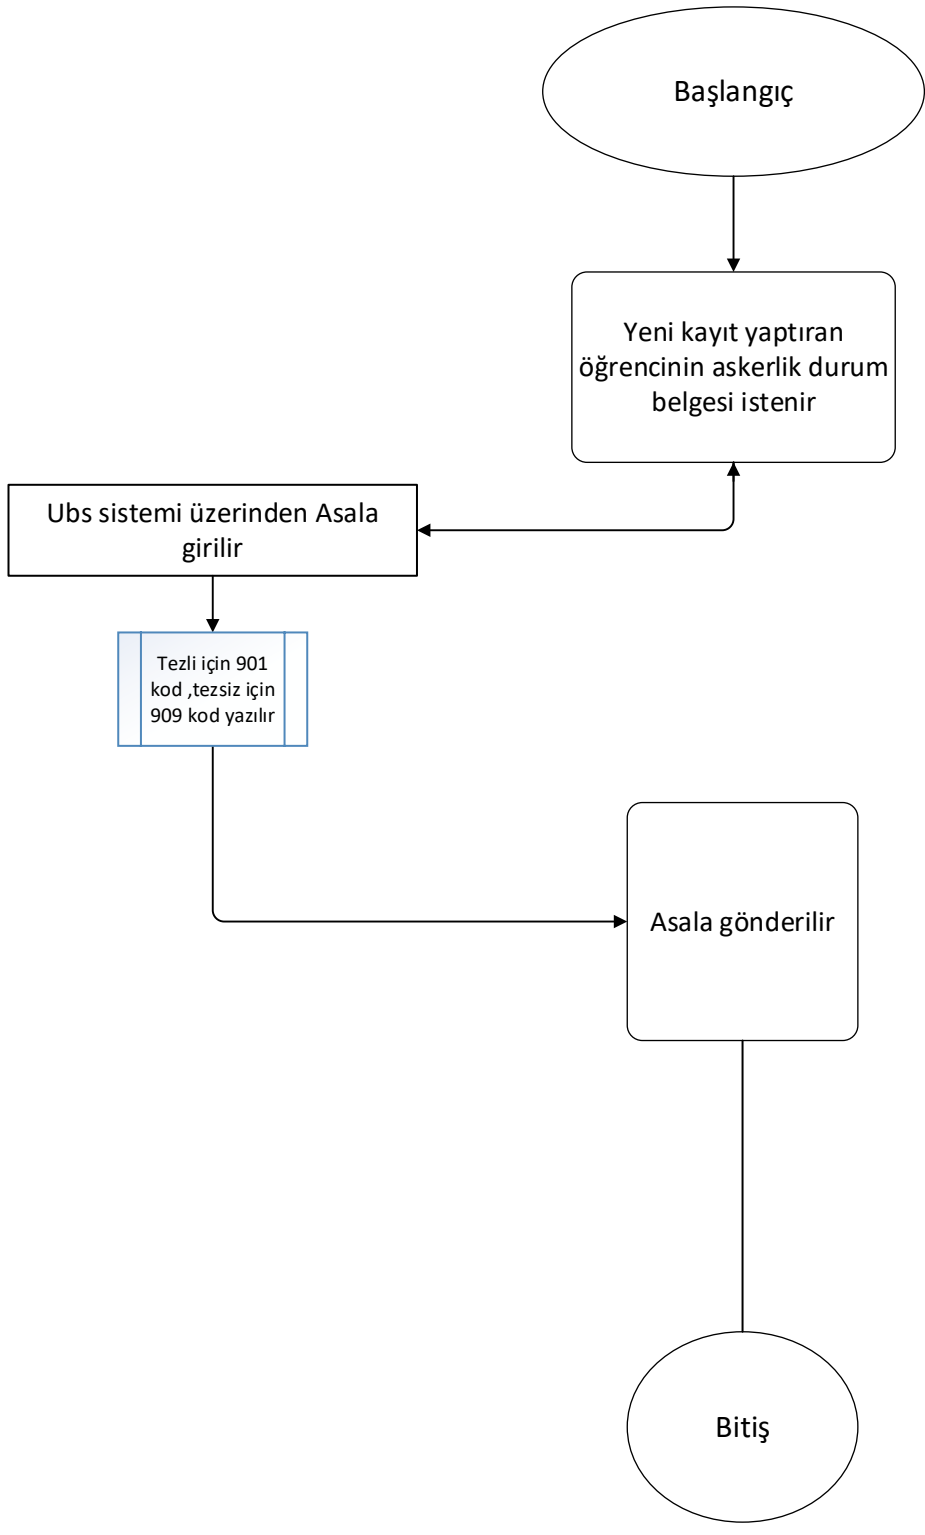 Başlangıç
Yeni kayıt yaptıran
öğrencinin askerlik durum
belgesi istenir
Ubs sistemi üzerinden Asala
girilir
Tezli için 901
kod ,tezsiz için
909 kod yazılır
Asala gönderilir
Bitiş